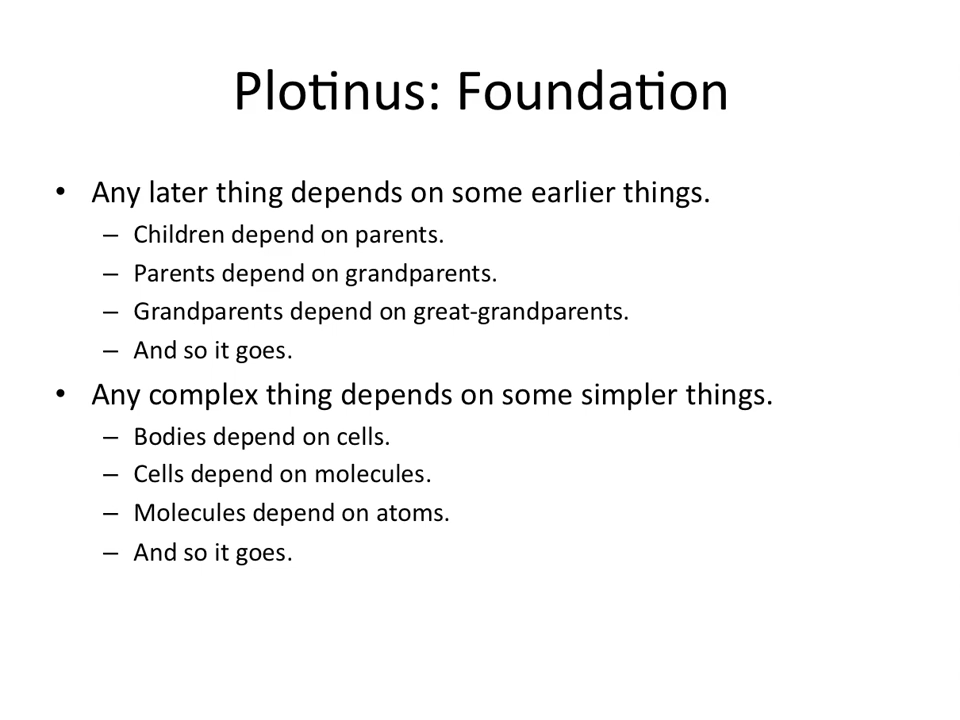 Plotinus: Foundation
• Any later thing depends on some earlier things.
– Children depend on parents.
– Parents depend on grandparents.
– Grandparents depend on great-grandparents.
– And so it goes.
• Any complex thing depends on some simpler things.
– Bodies depend on cells.
– Cells depend on molecules.
– Molecules depend on atoms.
– And so it goes.